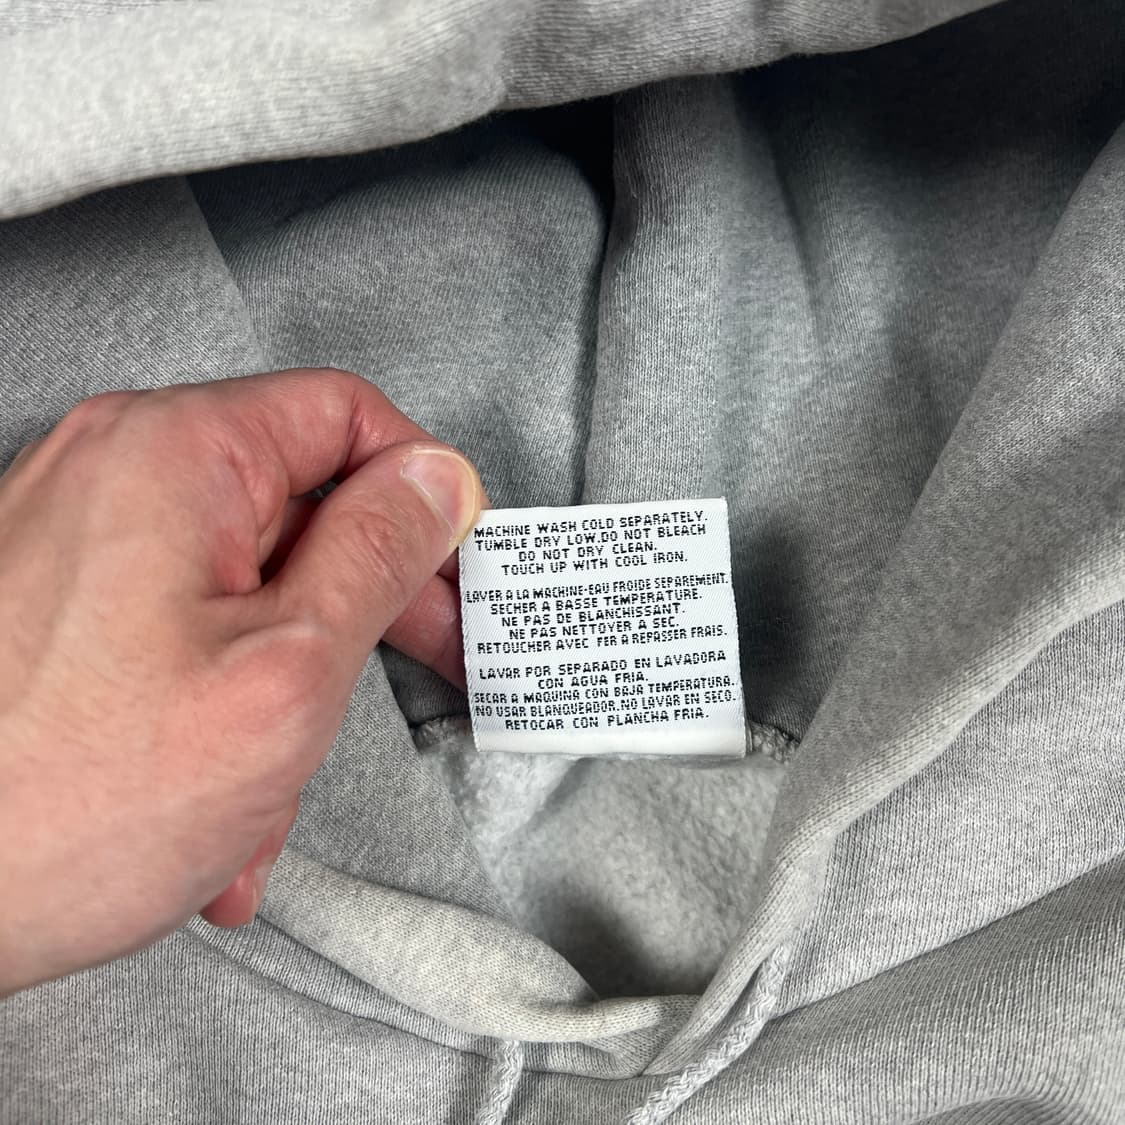 MACHINE WASH COLD SEPARATELY.
TUMBLE DRY LOW.DO NOT BLEACH
DO NOT DRY CLEAN.
TOUCH UP WITH COOL IRON.
LAVER A LA MACHINE-EAU FROIDE SEPAREMENT.
SECHER A BASSE TEMPERATURE.
NE PAS DE BLANCHISSANT.
NE PAS NETTOYER A SEC.
RETOUCHER AVEC FER A REPASSER FRAIS.
LAVAR POR SEPARADO EN LAVADORA
CON AGUA FRIA.
SECAR A MAQUINA CON BAJA TEMPERATURA.
NO USAR BLANQUEADOR.NO LAVAR EN SECO.
RETOCAR CON PLANCHA FRIA.